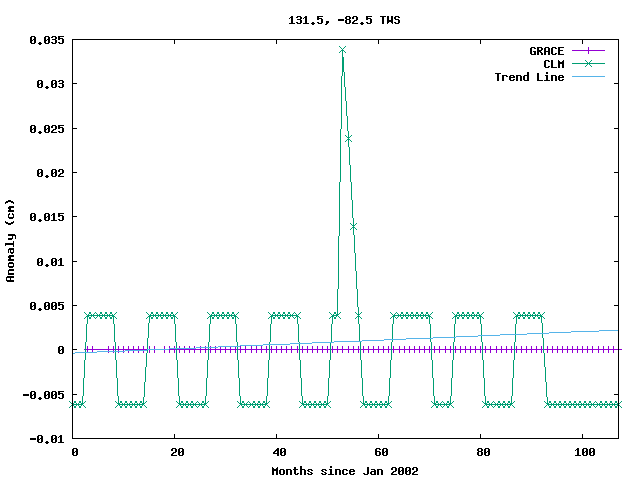 131.5, -82.5 TWS
GRACE
CLM
Trend Line
Anomaly (cm)
0.035
0.03
0.025
0.02
0.015
0.01
0.005
0
-0.005
-0.01
0 20 40 60 80 100
Months since Jan 2002